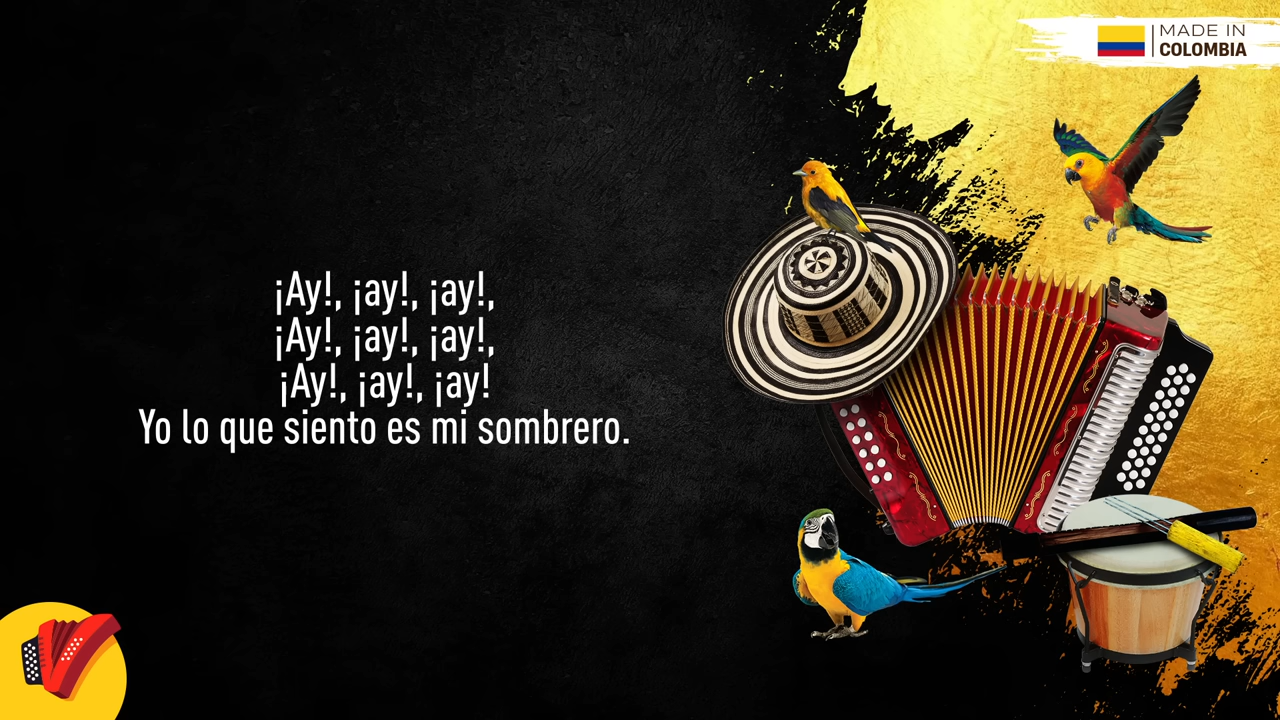 MADE IN
COLOMBIA
¡Ay!, ¡ay!, ¡ay!,
¡Ay!, ¡ay!, ¡ay!,
¡Ay!, ¡ay!, ¡ay!
Yo lo que siento es mi sombrero.